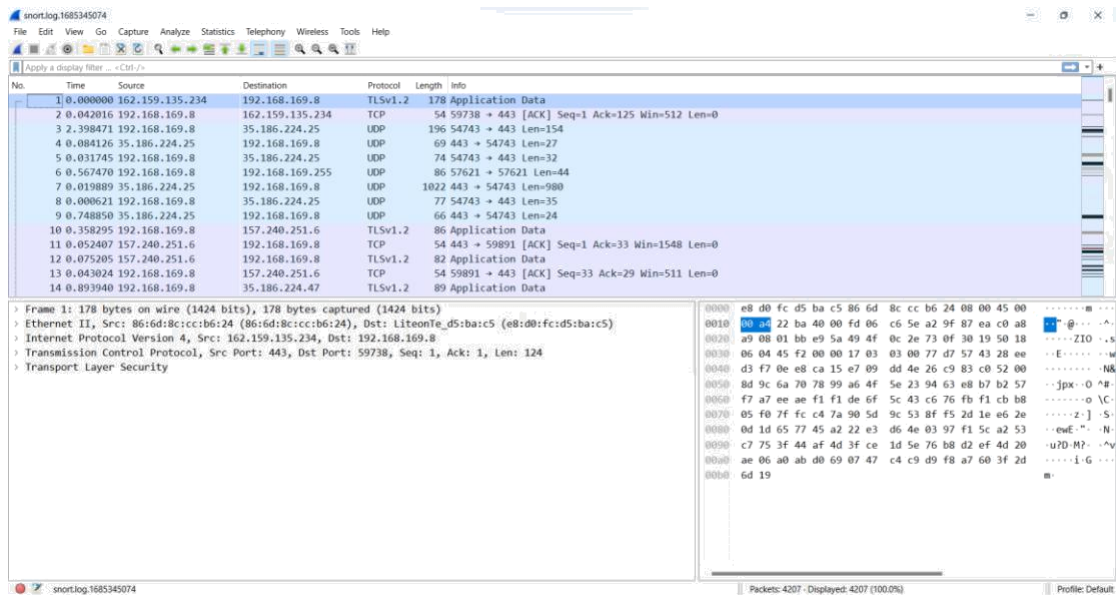 snort.log.1685345074
File Edit View Go Capture Analyze Statistics Telephony Wireless Tools Help
Apply a display filter ... <Ctrl-/>
No. Time Source Destination Protocol Length Info
1 0.000000 162.159.135.234 192.168.169.8 TLSv1.2 178 Application Data
2 0.042016 192.168.169.8 162.159.135.234 TCP 54 59738 → 443 [ACK] Seq=1 Ack=125 Win=512 Len=0
3 2.398471 192.168.169.8 35.186.224.25 UDP 196 54743 → 443 Len=154
4 0.084126 35.186.224.25 192.168.169.8 UDP 69 443 → 54743 Len=27
5 0.031745 192.168.169.8 35.186.224.25 UDP 74 54743 → 443 Len=32
6 0.567470 192.168.169.8 192.168.169.255 UDP 86 57621 → 57621 Len=44
7 0.019889 35.186.224.25 192.168.169.8 UDP 1022 443 → 54743 Len=980
8 0.000621 192.168.169.8 35.186.224.25 UDP 77 54743 → 443 Len=35
9 0.748850 35.186.224.25 192.168.169.8 UDP 66 443 → 54743 Len=24
10 0.358295 192.168.169.8 157.240.251.6 TLSv1.2 86 Application Data
11 0.052407 157.240.251.6 192.168.169.8 TCP 54 443 → 59891 [ACK] Seq=1 Ack=33 Win=1548 Len=0
12 0.075205 157.240.251.6 192.168.169.8 TLSv1.2 82 Application Data
13 0.043024 192.168.169.8 157.240.251.6 TCP 54 59891 → 443 [ACK] Seq=33 Ack=29 Win=511 Len=0
14 0.893940 192.168.169.8 35.186.224.47 TLSv1.2 89 Application Data
Frame 1: 178 bytes on wire (1424 bits), 178 bytes captured (1424 bits)
Ethernet II, Src: 86:6d:8c:cc:b6:24 (86:6d:8c:cc:b6:24), Dst: LiteonTe_d5:ba:c5 (e8:d0:fc:d5:ba:c5)
Internet Protocol Version 4, Src: 162.159.135.234, Dst: 192.168.169.8
Transmission Control Protocol, Src Port: 443, Dst Port: 59738, Seq: 1, Ack: 1, Len: 124
Transport Layer Security
0000 e8 d0 fc d5 ba c5 86 6d 8c cc b6 24 08 00 45 00 ·······m ···
0010 00 a4 22 ba 40 00 fd 06 c6 5e a2 9f 87 ea c0 a8 ··"·@··· ·^·
0020 a9 08 01 bb e9 5a 49 4f 0c 2e 73 0f 30 19 50 18 ·····ZIO ·.s
0030 06 04 45 f2 00 00 17 03 03 00 77 d7 57 43 28 ee ··E····· ··w
0040 d3 f7 0e e8 ca 15 e7 09 dd 4e 26 c9 83 c0 52 00 ········ ·N&
0050 8d 9c 6a 70 78 99 a6 4f 5e 23 94 63 e8 b7 b2 57 ··jpx··O ^#·
0060 f7 a7 ee ae f1 f1 de 6f 5c 43 c6 76 fb f1 cb b8 ·······o \C·
0070 05 f0 7f fc c4 7a 90 5d 9c 53 8f f5 2d 1e e6 2e ·····z·] ·S·
0080 0d 1d 65 77 45 a2 22 e3 d6 4e 03 97 f1 5c a2 53 ··ewE·"· ·N·
0090 c7 75 3f 44 af 4d 3f ce 1d 5e 76 b8 d2 ef 4d 20 ·u?D·M?· ·^v
00a0 ae 06 a0 ab d0 69 07 47 c4 c9 d9 f8 a7 60 3f 2d ·····i·G ···
00b0 6d 19 m·
snort.log.1685345074 Packets: 4207 · Displayed: 4207 (100.0%) Profile: Default